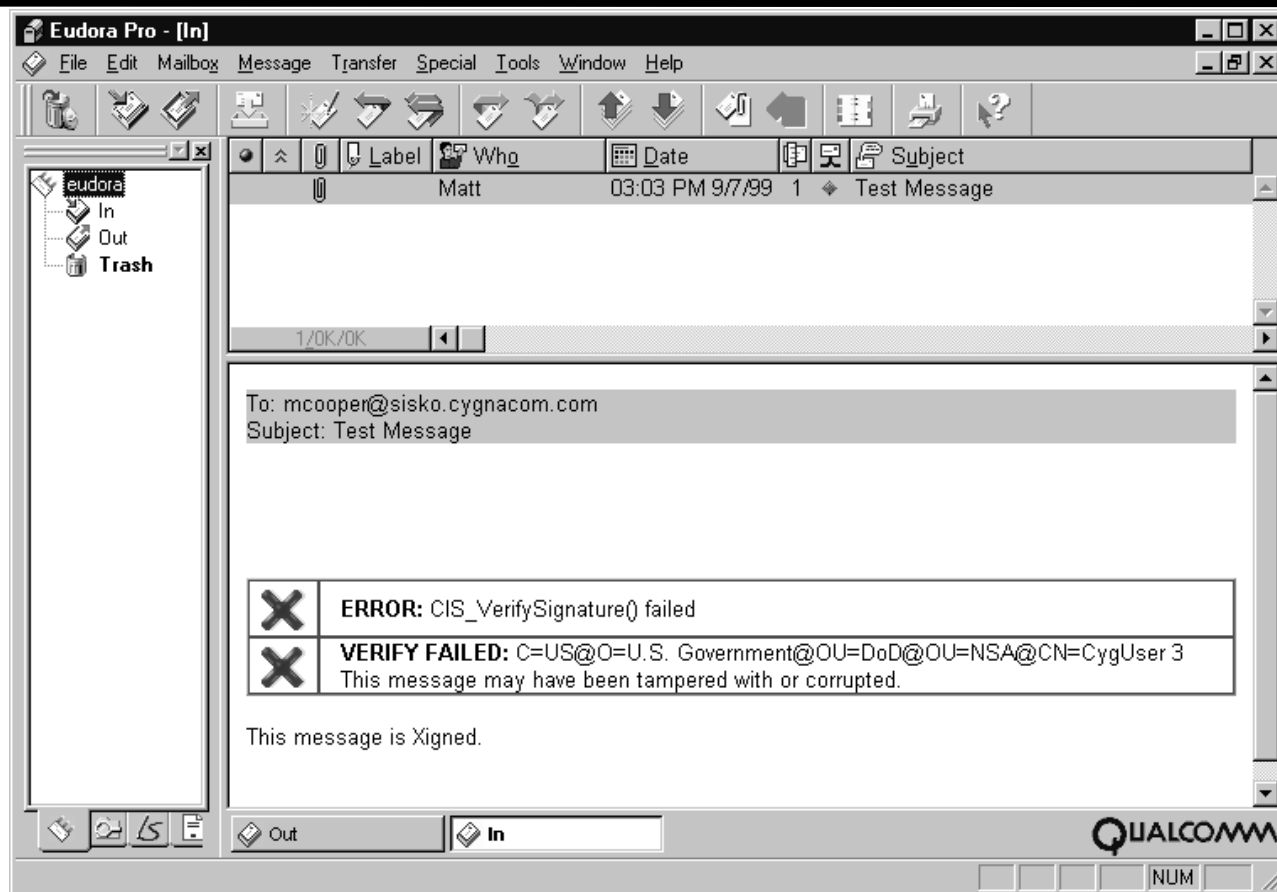 Eudora Pro - [In]
File Edit Mailbox Message Transfer Special Tools Window Help
Label Who Date Subject
Matt 03:03 PM 9/7/99 1 Test Message
eudora
In
Out
Trash
1/0K/0K
To: mcooper@sisko.cygnacom.com
Subject: Test Message
ERROR: CIS_VerifySignature() failed
VERIFY FAILED: C=US@O=U.S. Government@OU=DoD@OU=NSA@CN=CygUser 3
This message may have been tampered with or corrupted.
This message is Xigned.
Out In
QUALCOMM
NUM